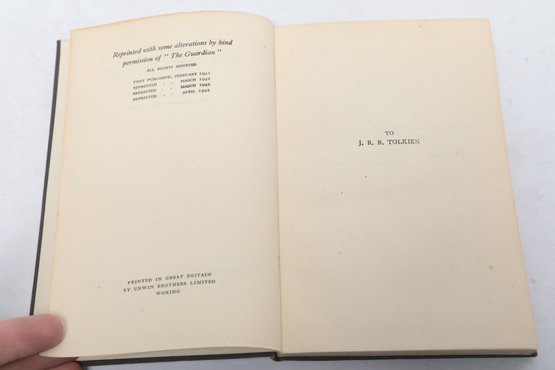 Reprinted with some alterations by kind
permission of "The Guardian"
ALL RIGHTS RESERVED
FIRST PUBLISHED, FEBRUARY 1942
REPRINTED . . MARCH 1942
REPRINTED . . MARCH 1942
REPRINTED . . APRIL 1942
PRINTED IN GREAT BRITAIN
BY UNWIN BROTHERS LIMITED
WOKING
TO
J. R. R. TOLKIEN